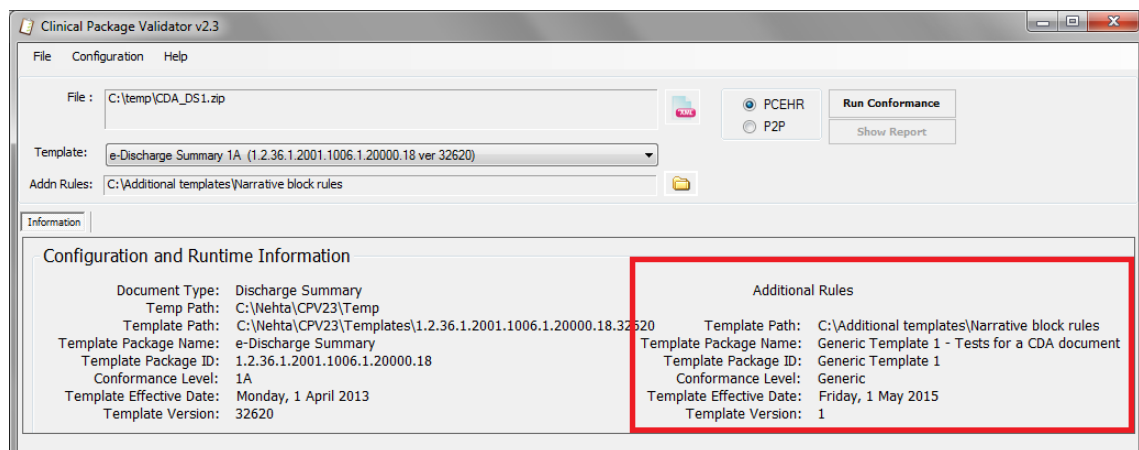 Clinical Package Validator v2.3
File Configuration Help
File : C:\temp\CDA_DS1.zip
XML
PCEHR
P2P
Run Conformance
Show Report
Template: e-Discharge Summary 1A (1.2.36.1.2001.1006.1.20000.18 ver 32620)
Addn Rules: C:\Additional templates\Narrative block rules
Information
Configuration and Runtime Information
Document Type: Discharge Summary
Temp Path: C:\Nehta\CPV23\Temp
Template Path: C:\Nehta\CPV23\Templates\1.2.36.1.2001.1006.1.20000.18.32620
Template Package Name: e-Discharge Summary
Template Package ID: 1.2.36.1.2001.1006.1.20000.18
Conformance Level: 1A
Template Effective Date: Monday, 1 April 2013
Template Version: 32620
Additional Rules
Template Path: C:\Additional templates\Narrative block rules
Template Package Name: Generic Template 1 - Tests for a CDA document
Template Package ID: Generic Template 1
Conformance Level: Generic
Template Effective Date: Friday, 1 May 2015
Template Version: 1